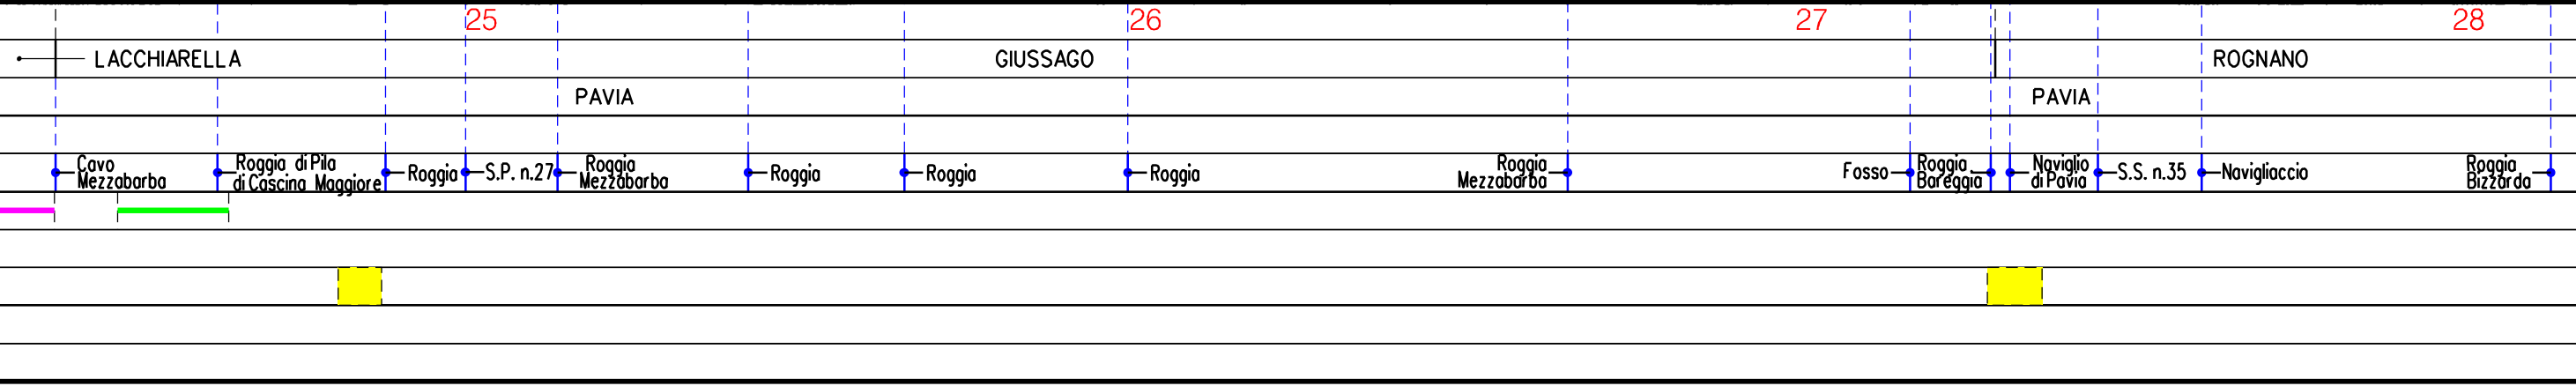 25 26 27 28
LACCHIARELLA GIUSSAGO ROGNANO
PAVIA PAVIA
Cavo
Mezzabarba
Roggia di Pila
di Cascina Maggiore
Roggia
S.P. n.27
Roggia
Mezzabarba
Roggia
Roggia
Roggia
Roggia
Mezzabarba
Fosso
Roggia
Bareggia
Naviglio
di Pavia
S.S. n.35
Navigliaccio
Roggia
Bizzarda